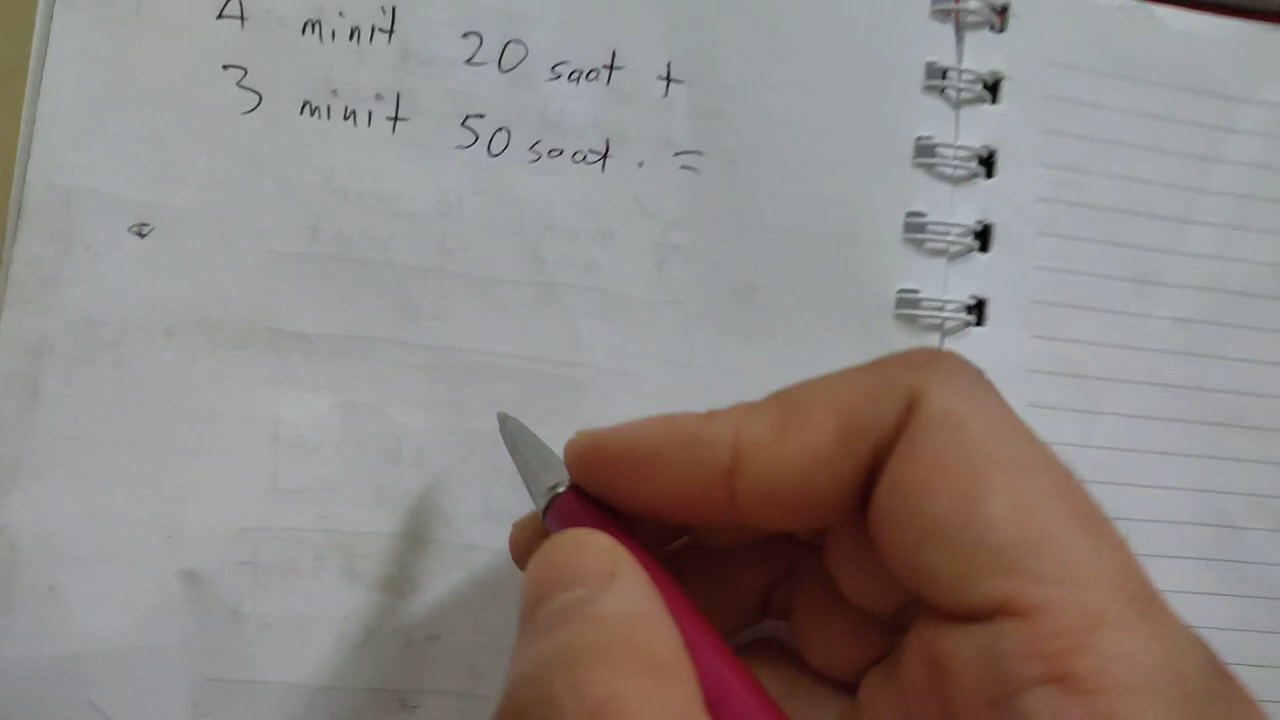 4 minit 20 saat +
3 minit 50 saat . =